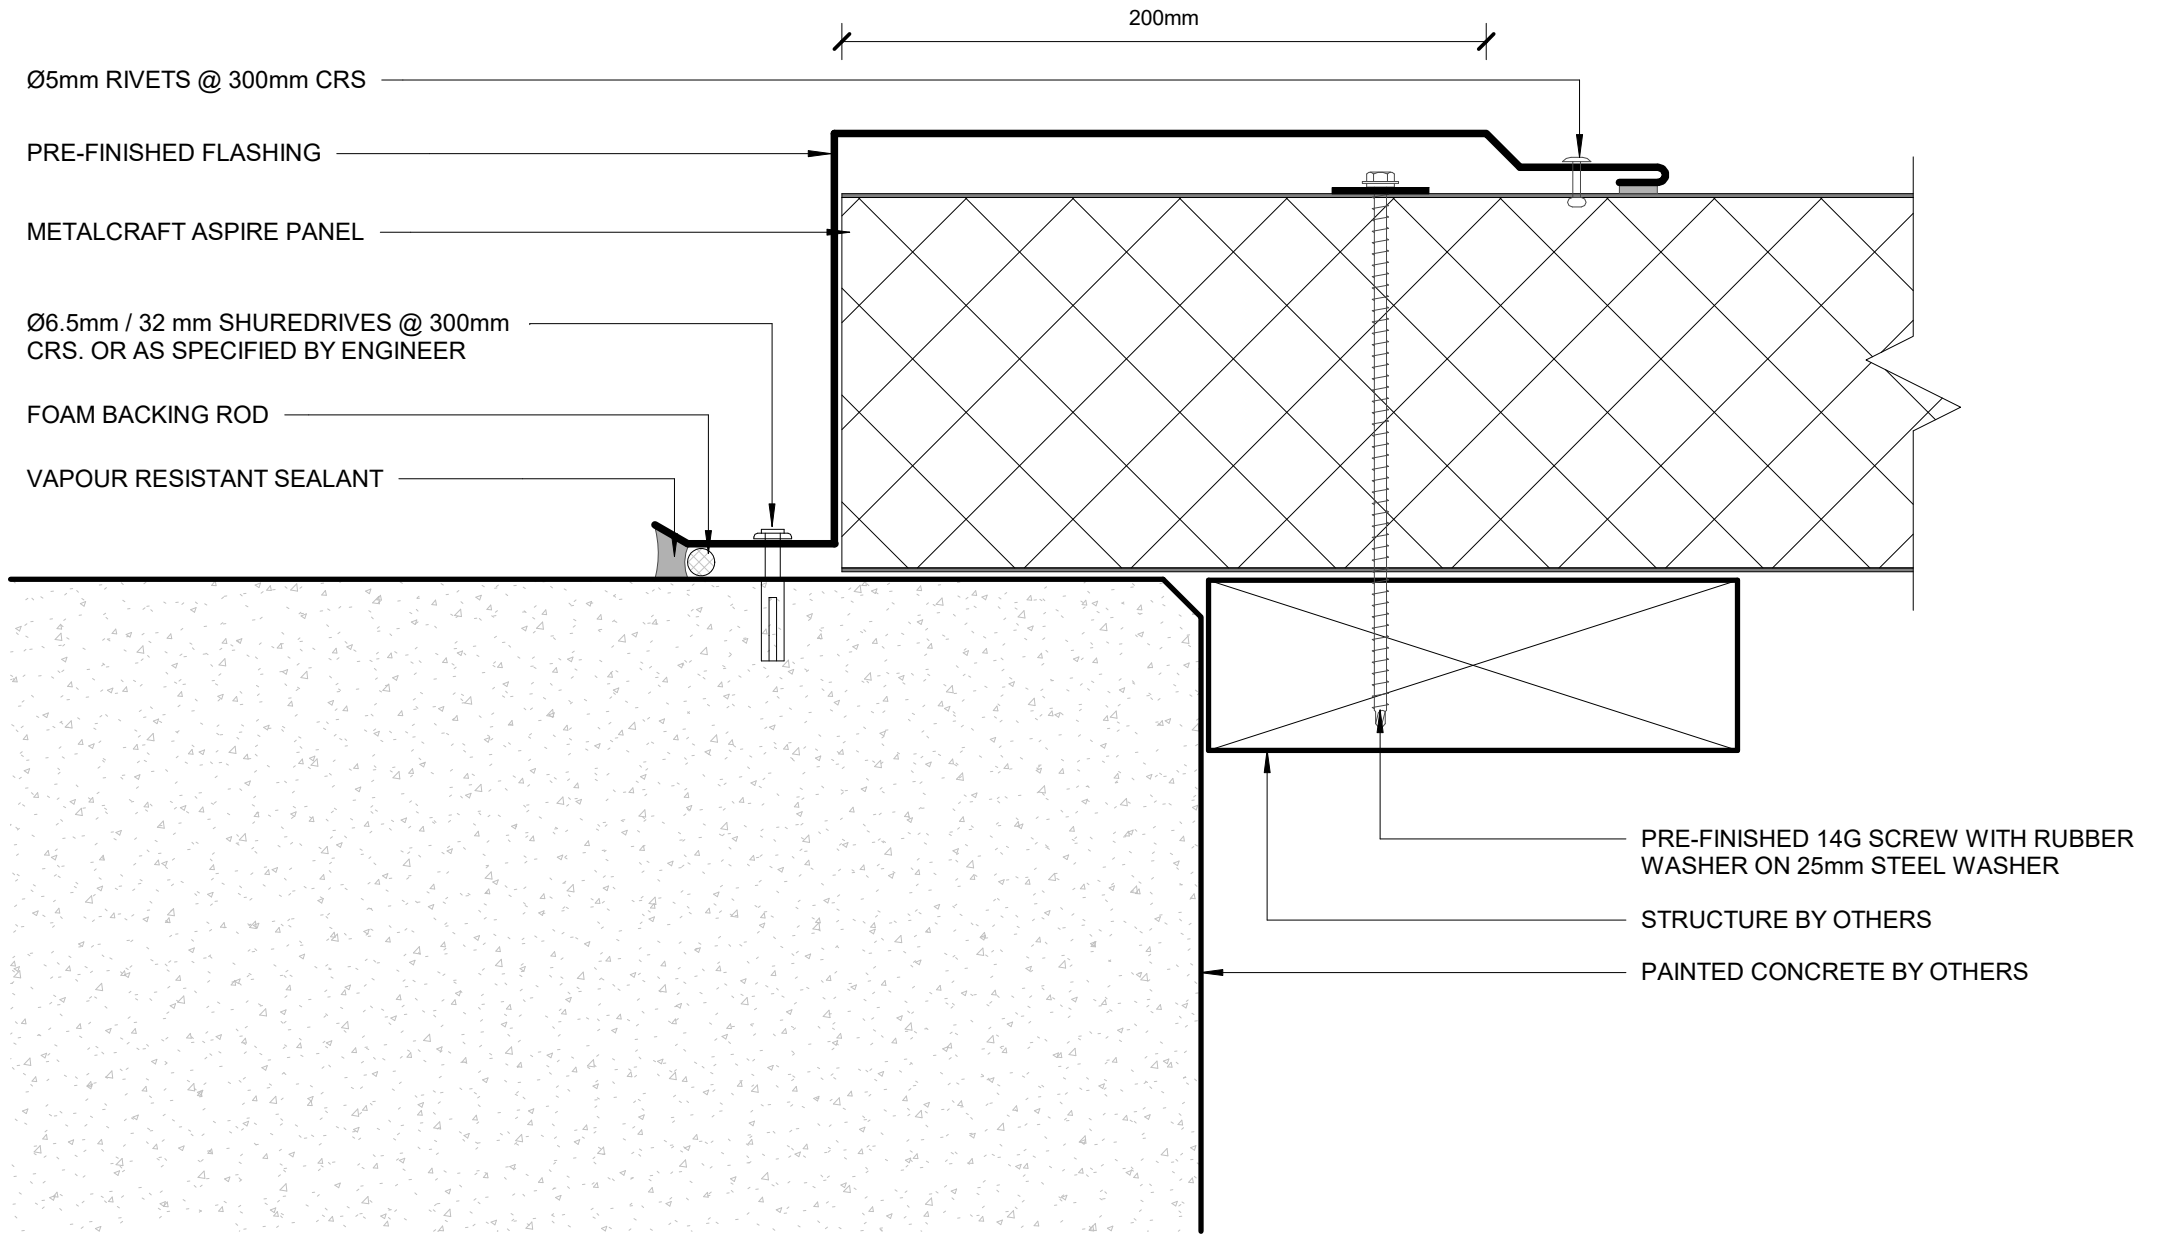 200mm
Ø5mm RIVETS @ 300mm CRS
PRE-FINISHED FLASHING
METALCRAFT ASPIRE PANEL
Ø6.5mm / 32 mm SHUREDRIVES @ 300mm
CRS. OR AS SPECIFIED BY ENGINEER
FOAM BACKING ROD
VAPOUR RESISTANT SEALANT
PRE-FINISHED 14G SCREW WITH RUBBER
WASHER ON 25mm STEEL WASHER
STRUCTURE BY OTHERS
PAINTED CONCRETE BY OTHERS